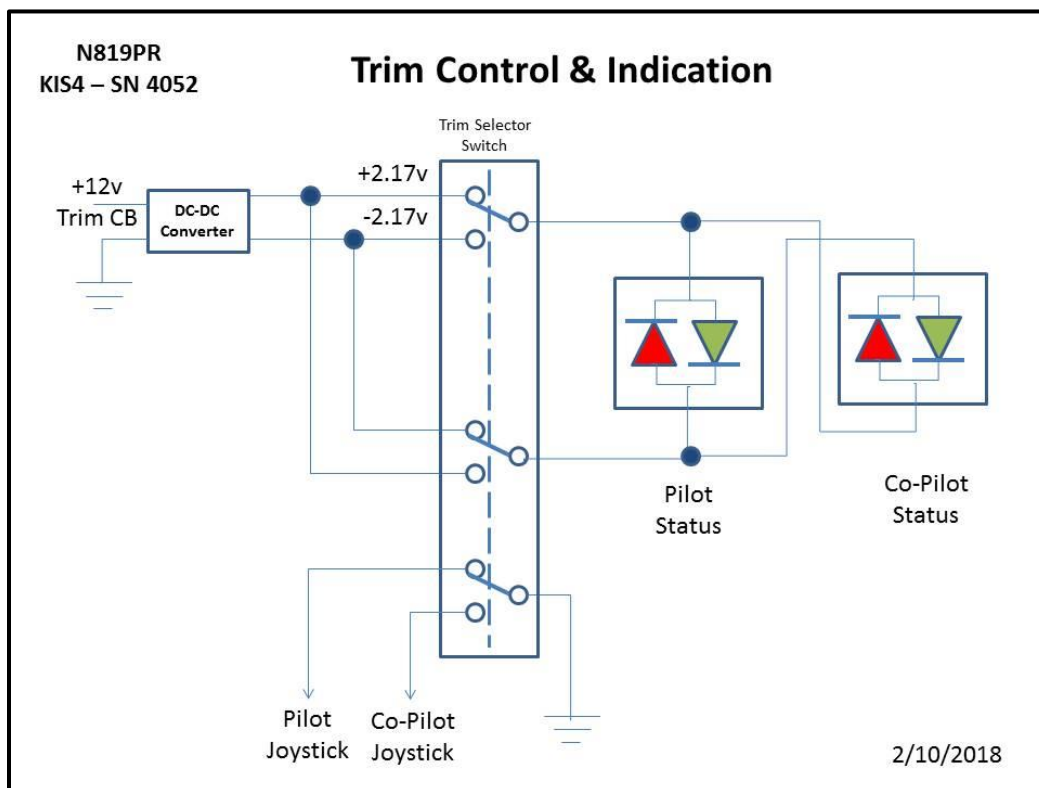 N819PR
KIS4 – SN 4052
Trim Control & Indication
Trim Selector
Switch
+12v
Trim CB
DC-DC
Converter
+2.17v
-2.17v
Pilot
Status
Co-Pilot
Status
Pilot
Joystick
Co-Pilot
Joystick
2/10/2018